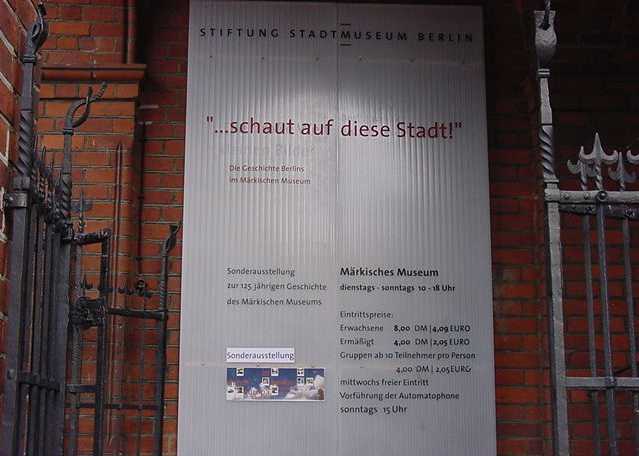 STIFTUNG STADTMUSEUM BERLIN
"...schaut auf diese Stadt!"
Die Geschichte Berlins
im Märkischen Museum
Sonderausstellung
zur 125 jährigen Geschichte
des Märkischen Museums
Sonderausstellung
Märkisches Museum
dienstags - sonntags 10 - 18 Uhr
Eintrittspreise:
Erwachsene 8,00 DM | 4,09 EURO
Ermäßigt 4,00 DM | 2,05 EURO
Gruppen ab 10 Teilnehmer pro Person
4,00 DM | 2,05 EURO
mittwochs freier Eintritt
Vorführung der Automatophone
sonntags 15 Uhr